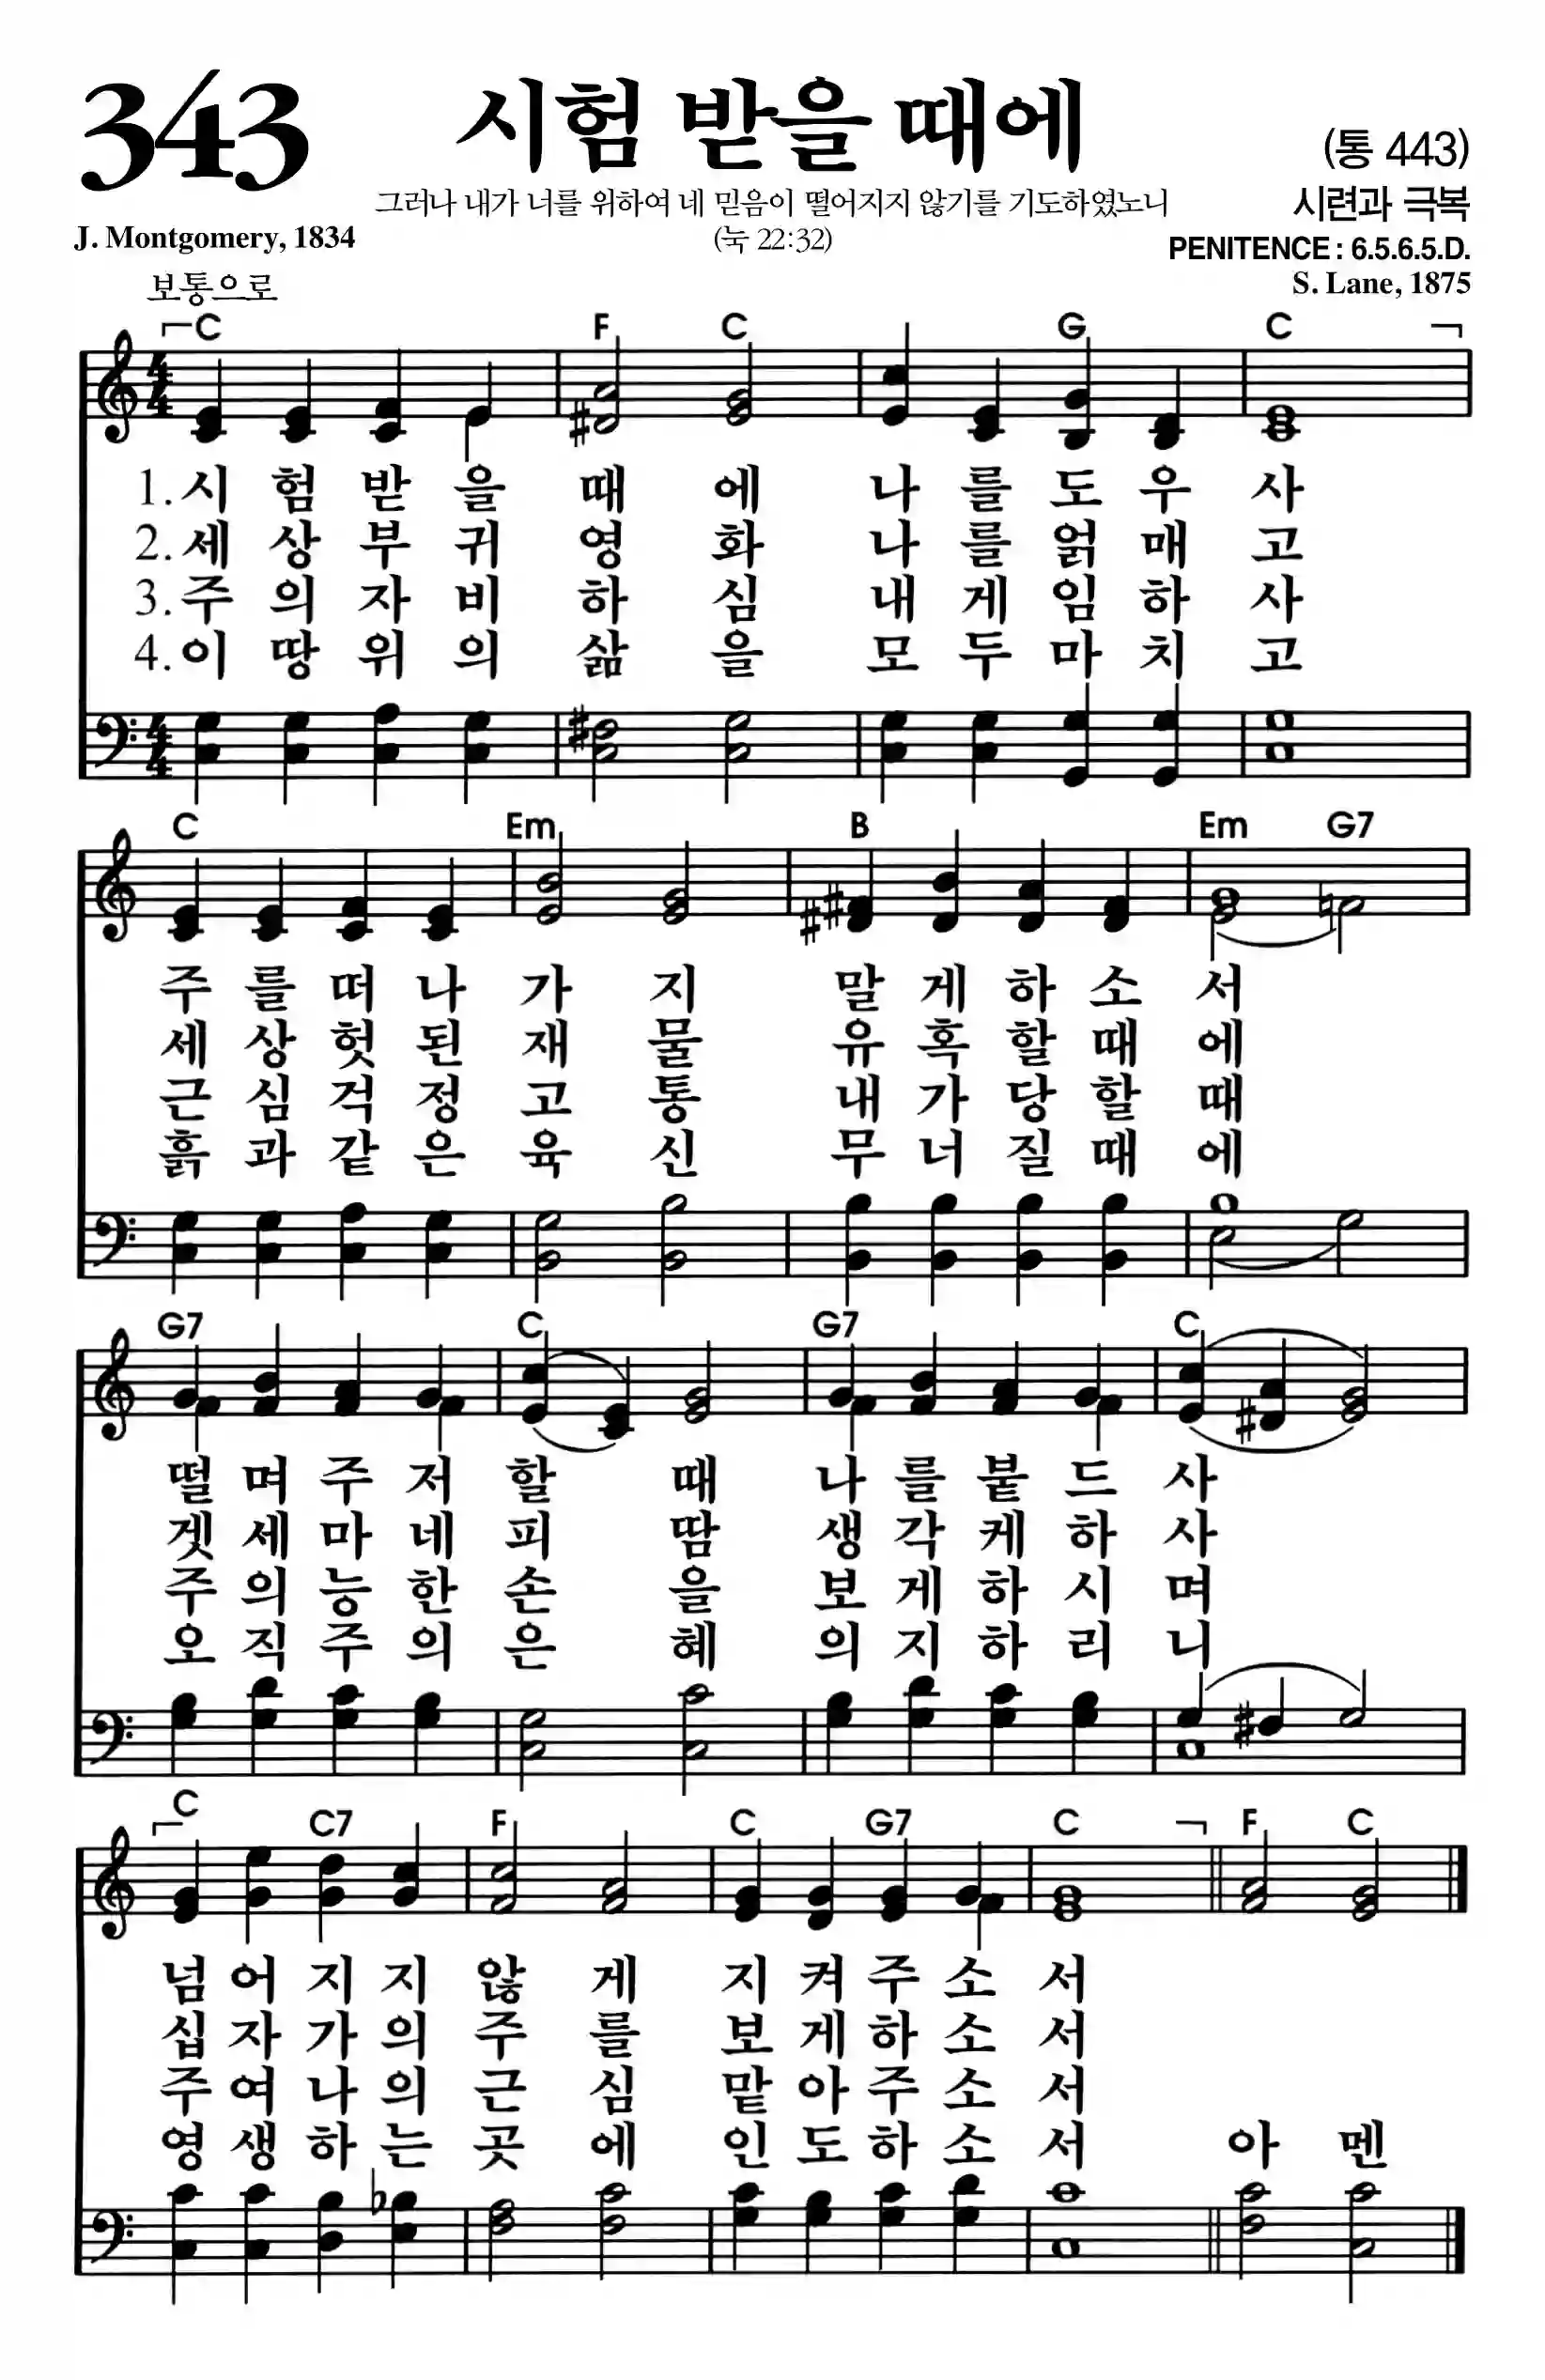 343 시험 받을 때에 (통 443)
그러나 내가 너를 위하여 네 믿음이 떨어지지 않기를 기도하였노니 시련과 극복
J. Montgomery, 1834 (눅 22:32) PENITENCE : 6.5.6.5.D.
보통으로 S. Lane, 1875
C F C G C
1. 시 험 받 을 때 에 나 를 도 우 사
2. 세 상 부 귀 영 화 나 를 얽 매 고
3. 주 의 자 비 하 심 내 게 임 하 사
4. 이 땅 위 의 삶 을 모 두 마 치 고
C Em B Em G7
주 를 떠 나 가 지 말 게 하 소 서
세 상 헛 된 재 물 유 혹 할 때 에
근 심 걱 정 고 통 내 가 당 할 때
흙 과 같 은 육 신 무 너 질 때 에
G7 C G7 C
떨 며 주 저 할 때 나 를 붙 드 사
겟 세 마 네 피 땀 생 각 케 하 사
주 의 능 한 손 을 보 게 하 시 며
오 직 주 의 은 혜 의 지 하 리 니
C C7 F C G7 C F C
넘 어 지 지 않 게 지 켜 주 소 서
십 자 가 의 주 를 보 게 하 소 서
주 여 나 의 근 심 맡 아 주 소 서
영 생 하 는 곳 에 인 도 하 소 서 아 멘